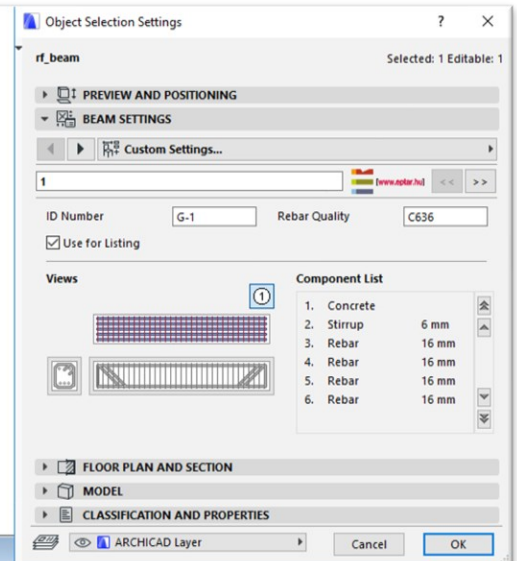 Object Selection Settings
? ×
rf_beam Selected: 1 Editable: 1
PREVIEW AND POSITIONING
BEAM SETTINGS
Custom Settings...
1 [www.eptar.hu] << >>
ID Number G-1 Rebar Quality C636
Use for Listing
Views
1
Component List
1. Concrete
2. Stirrup 6 mm
3. Rebar 16 mm
4. Rebar 16 mm
5. Rebar 16 mm
6. Rebar 16 mm
FLOOR PLAN AND SECTION
MODEL
CLASSIFICATION AND PROPERTIES
ARCHICAD Layer Cancel OK